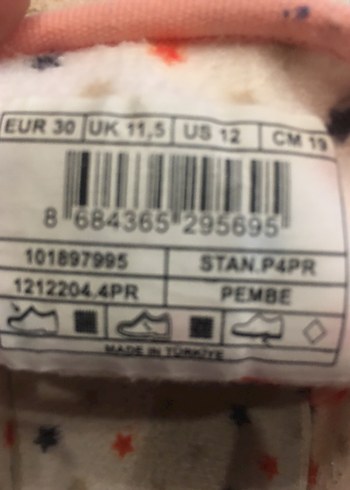 EUR 30 UK 11,5 US 12 CM 19
8 684365 295695
101897995 STAN.P4PR
1212204.4PR PEMBE
MADE IN TÜRKİYE